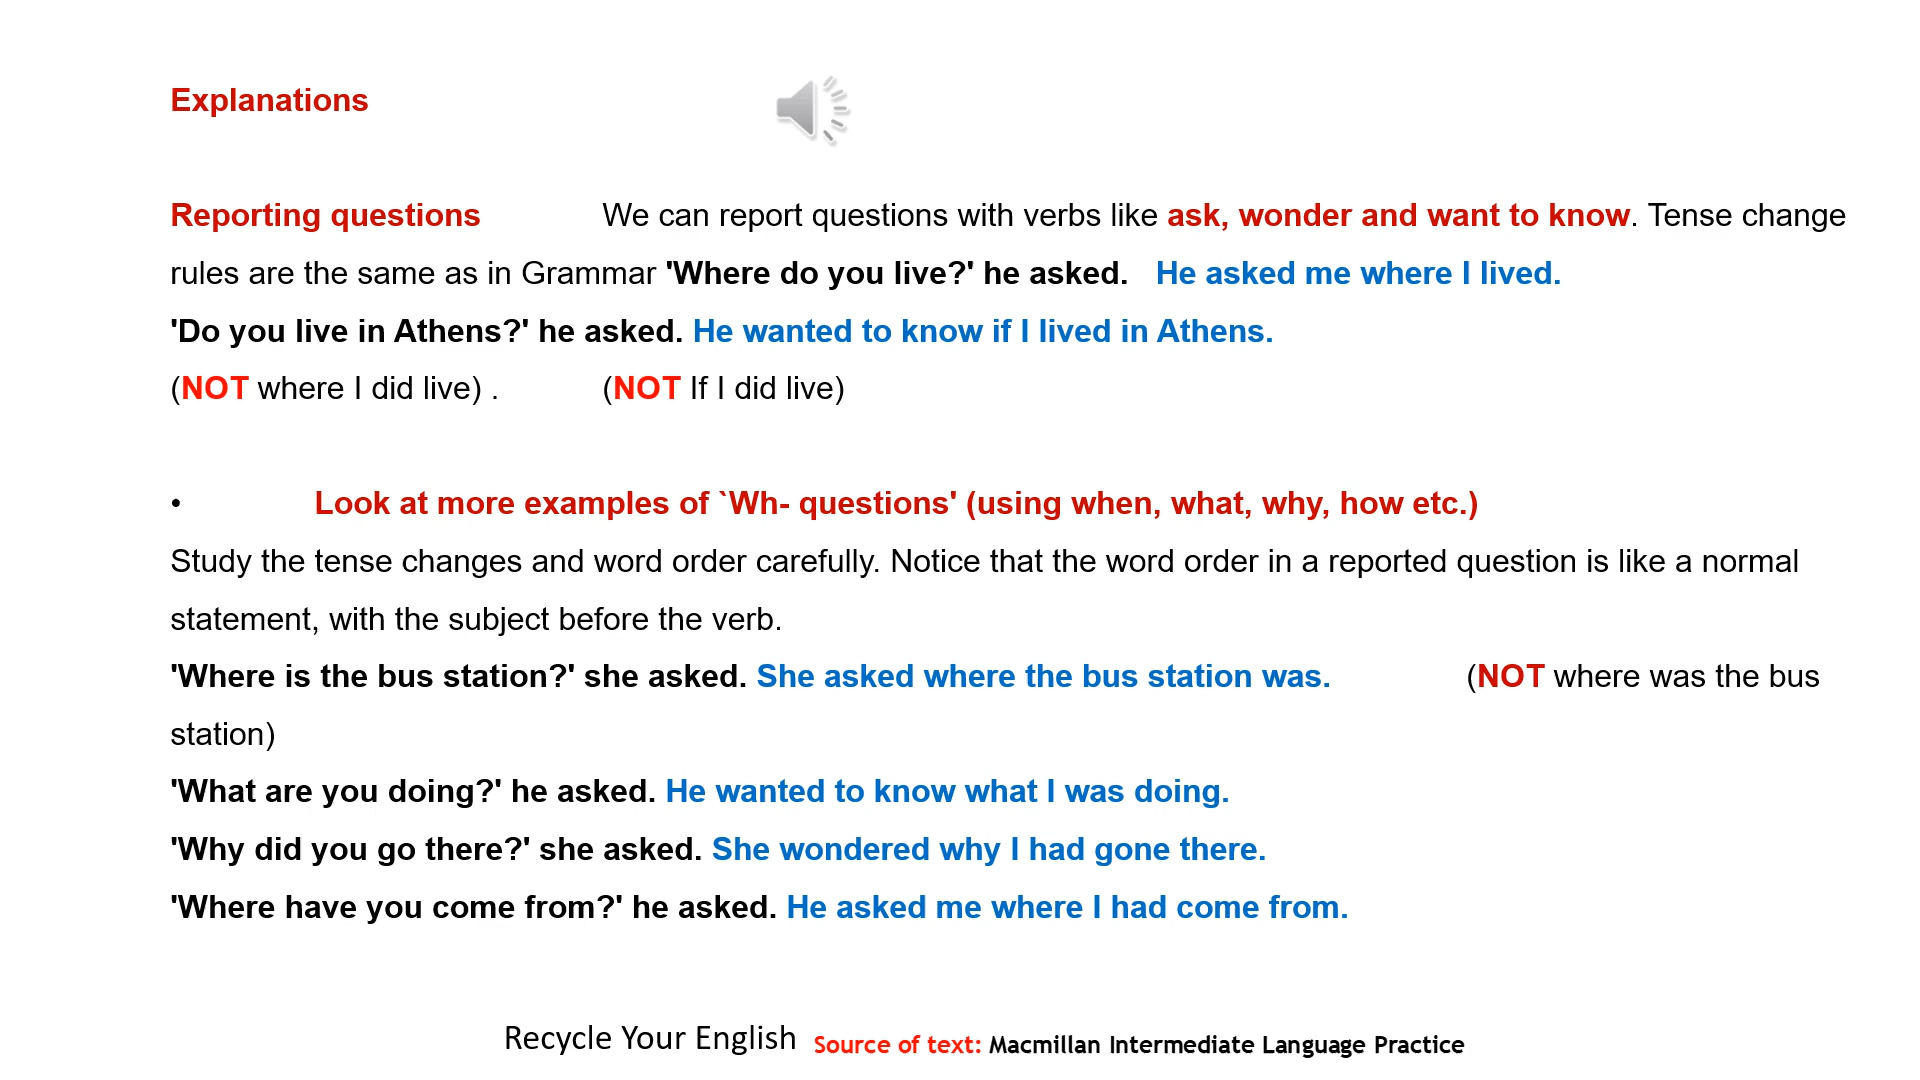 Explanations
Reporting questions We can report questions with verbs like ask, wonder and want to know. Tense change
rules are the same as in Grammar 'Where do you live?' he asked. He asked me where I lived.
'Do you live in Athens?' he asked. He wanted to know if I lived in Athens.
(NOT where I did live) . (NOT If I did live)
• Look at more examples of `Wh- questions' (using when, what, why, how etc.)
Study the tense changes and word order carefully. Notice that the word order in a reported question is like a normal
statement, with the subject before the verb.
'Where is the bus station?' she asked. She asked where the bus station was. (NOT where was the bus
station)
'What are you doing?' he asked. He wanted to know what I was doing.
'Why did you go there?' she asked. She wondered why I had gone there.
'Where have you come from?' he asked. He asked me where I had come from.
Recycle Your English Source of text: Macmillan Intermediate Language Practice